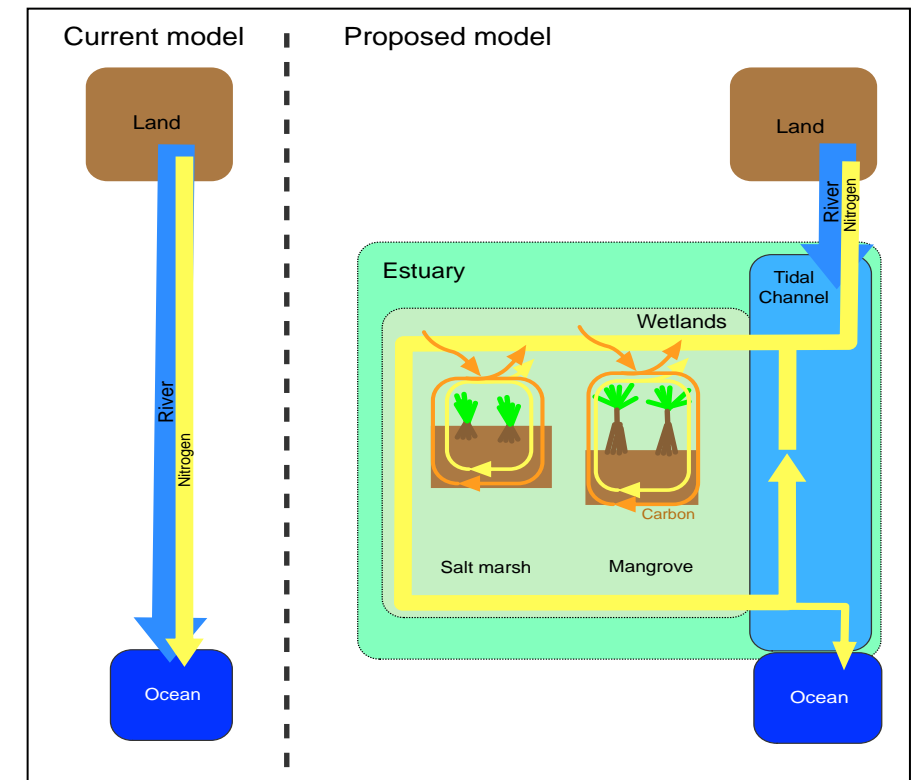 Current model
Land
River
Nitrogen
Ocean
Proposed model
Land
River
Nitrogen
Estuary
Tidal
Channel
Wetlands
Carbon
Salt marsh
Mangrove
Ocean